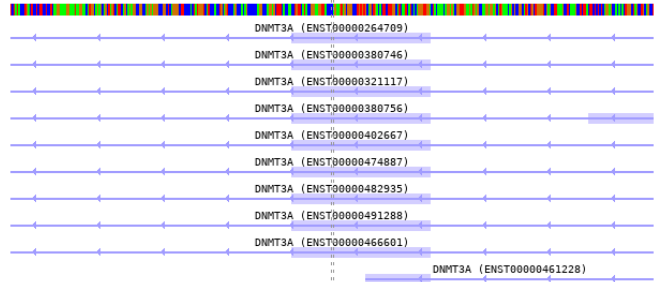 DNMT3A (ENST00000264709)
DNMT3A (ENST00000380746)
DNMT3A (ENST00000321117)
DNMT3A (ENST00000380756)
DNMT3A (ENST00000402667)
DNMT3A (ENST00000474887)
DNMT3A (ENST00000482935)
DNMT3A (ENST00000491288)
DNMT3A (ENST00000466601)
DNMT3A (ENST00000461228)